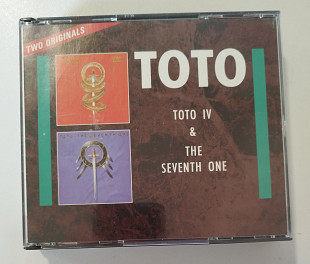 TWO ORIGINALS
TOTO
TOTO IV
&
THE
SEVENTH ONE